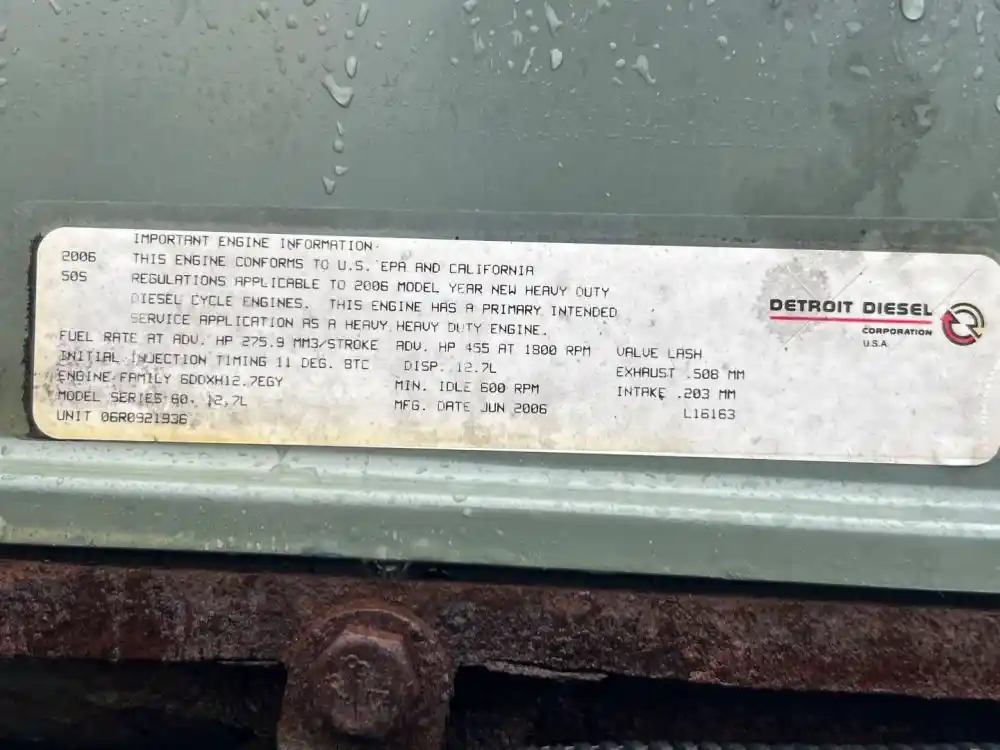 IMPORTANT ENGINE INFORMATION
2006 THIS ENGINE CONFORMS TO U.S. EPA AND CALIFORNIA
50S REGULATIONS APPLICABLE TO 2006 MODEL YEAR NEW HEAVY DUTY
DIESEL CYCLE ENGINES. THIS ENGINE HAS A PRIMARY INTENDED
SERVICE APPLICATION AS A HEAVY HEAVY DUTY ENGINE.
DETROIT DIESEL
CORPORATION
U.S.A.
FUEL RATE AT ADV. HP 275.9 MM3/STROKE ADV. HP 455 AT 1800 RPM VALVE LASH
INITIAL INJECTION TIMING 11 DEG. BTC DISP. 12.7L EXHAUST .508 MM
ENGINE FAMILY 6DDXH12.7EGY MIN. IDLE 600 RPM INTAKE .203 MM
MODEL SERIES 60, 12.7L MFG. DATE JUN 2006 L16163
UNIT 06R0921936